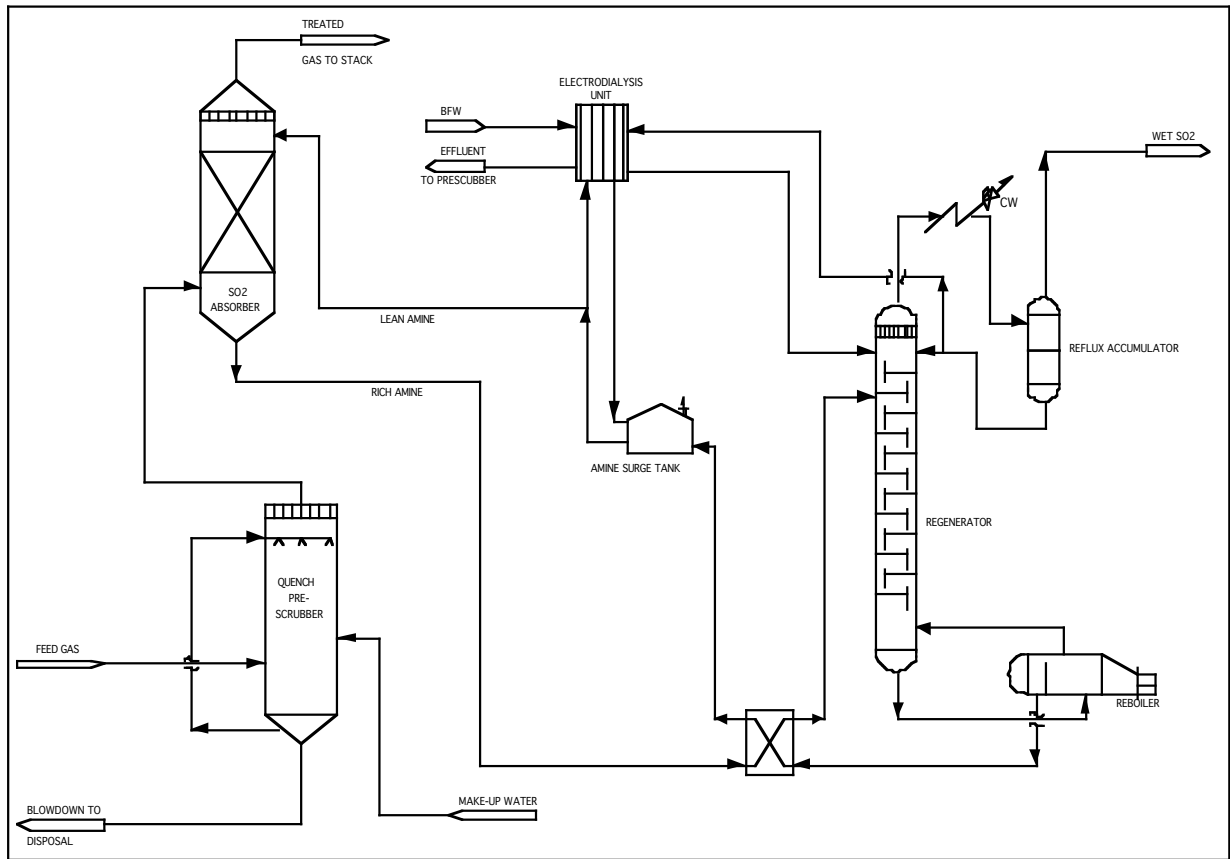 TREATED
GAS TO STACK
ELECTRODIALYSIS
UNIT
BFW
EFFLUENT
TO PRESCUBBER
WET SO2
CW
SO2
ABSORBER
LEAN AMINE
REFLUX ACCUMULATOR
RICH AMINE
AMINE SURGE TANK
REGENERATOR
QUENCH
PRE-
SCRUBBER
FEED GAS
REBOILER
MAKE-UP WATER
BLOWDOWN TO
DISPOSAL